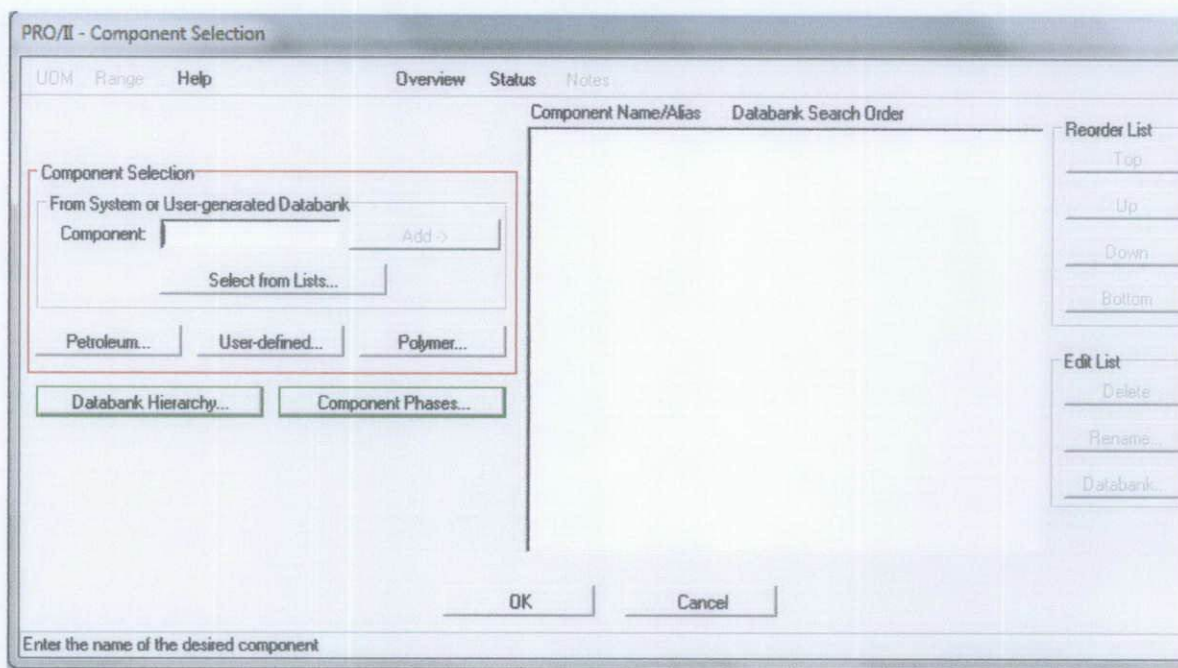 PRO/II - Component Selection
UOM Range Help Overview Status Notes
Component Name/Alias Databank Search Order
Reorder List
Top
Up
Down
Bottom
Component Selection
From System or User-generated Databank
Component: Add ->
Select from Lists...
Petroleum... User-defined... Polymer...
Databank Hierarchy... Component Phases...
Edit List
Delete
Rename...
Databank...
OK Cancel
Enter the name of the desired component